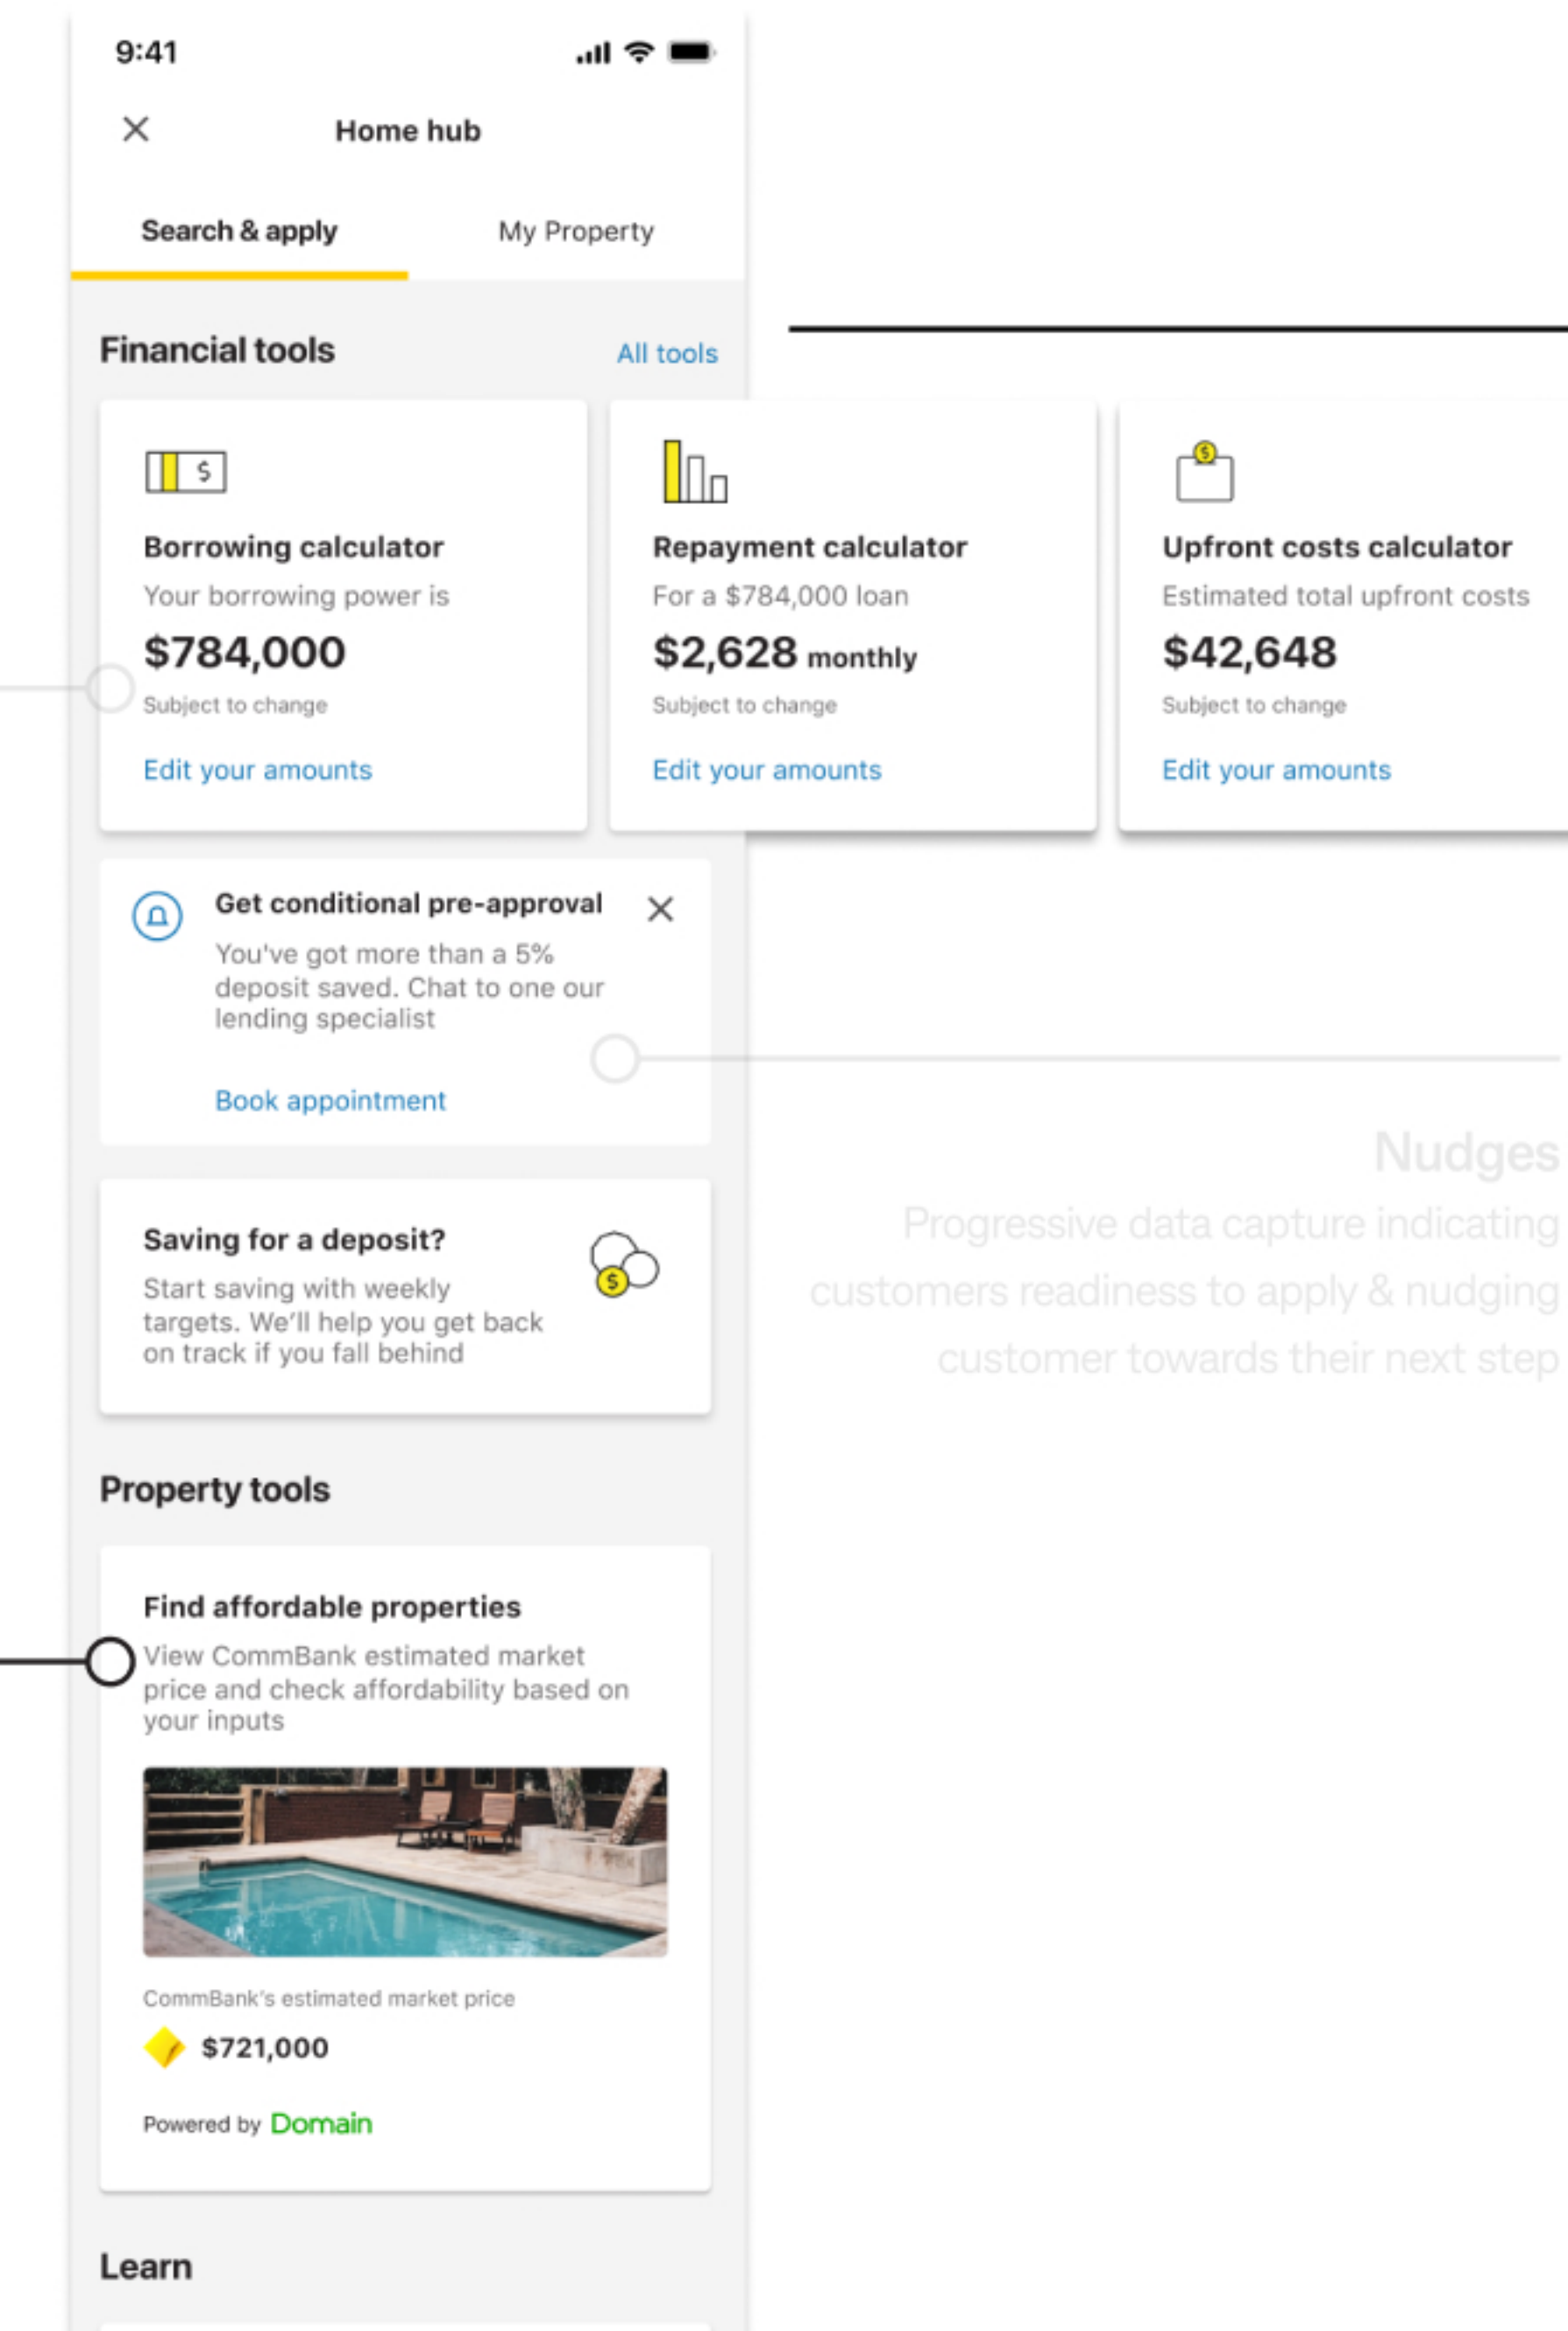 9:41
Home hub
Search & apply
My Property
Financial tools
All tools
Borrowing calculator
Your borrowing power is
$784,000
Subject to change
Edit your amounts
Repayment calculator
For a $784,000 loan
$2,628 monthly
Subject to change
Edit your amounts
Upfront costs calculator
Estimated total upfront costs
$42,648
Subject to change
Edit your amounts
Get conditional pre-approval
You've got more than a 5%
deposit saved. Chat to one our
lending specialist
Book appointment
Nudges
Progressive data capture indicating
customers readiness to apply & nudging
customer towards their next step
Saving for a deposit?
Start saving with weekly
targets. We'll help you get back
on track if you fall behind
Property tools
Find affordable properties
View CommBank estimated market
price and check affordability based on
your inputs
CommBank's estimated market price
$721,000
Powered by Domain
Learn